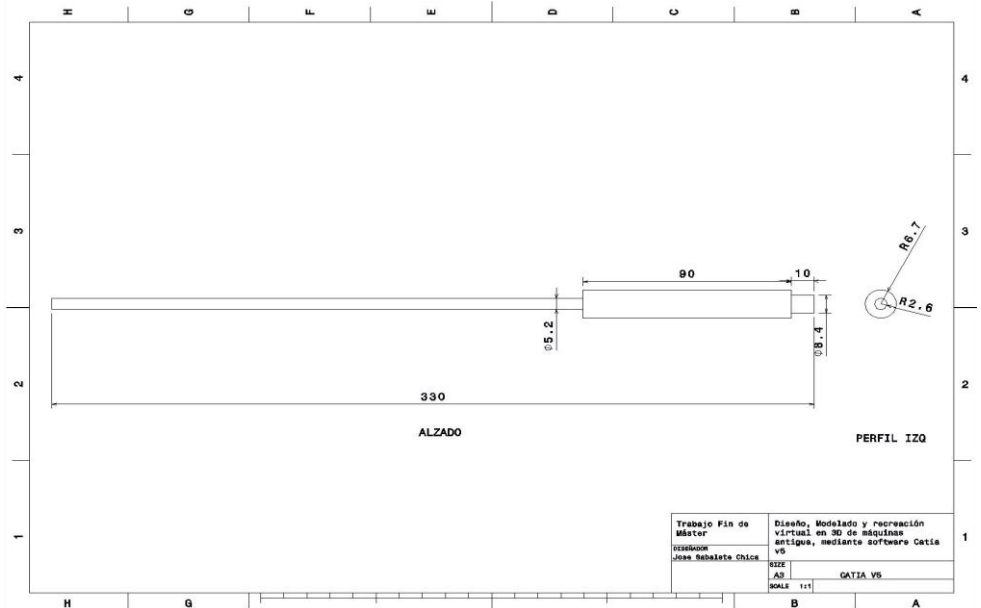 H G F E D C B A
4 4
3 3
2 2
1 1
R6.7
90
10
R2.6
ø5.2
ø8.4
330
ALZADO
PERFIL IZQ
Trabajo Fin de
Máster
DISEÑADOR
Jose Sabalete Chica
Diseño, Modelado y recreación
virtual en 3D de máquinas
antigua, mediante software Catia
v5
SIZE
A3
CATIA V5
SCALE 1:1
H G B A